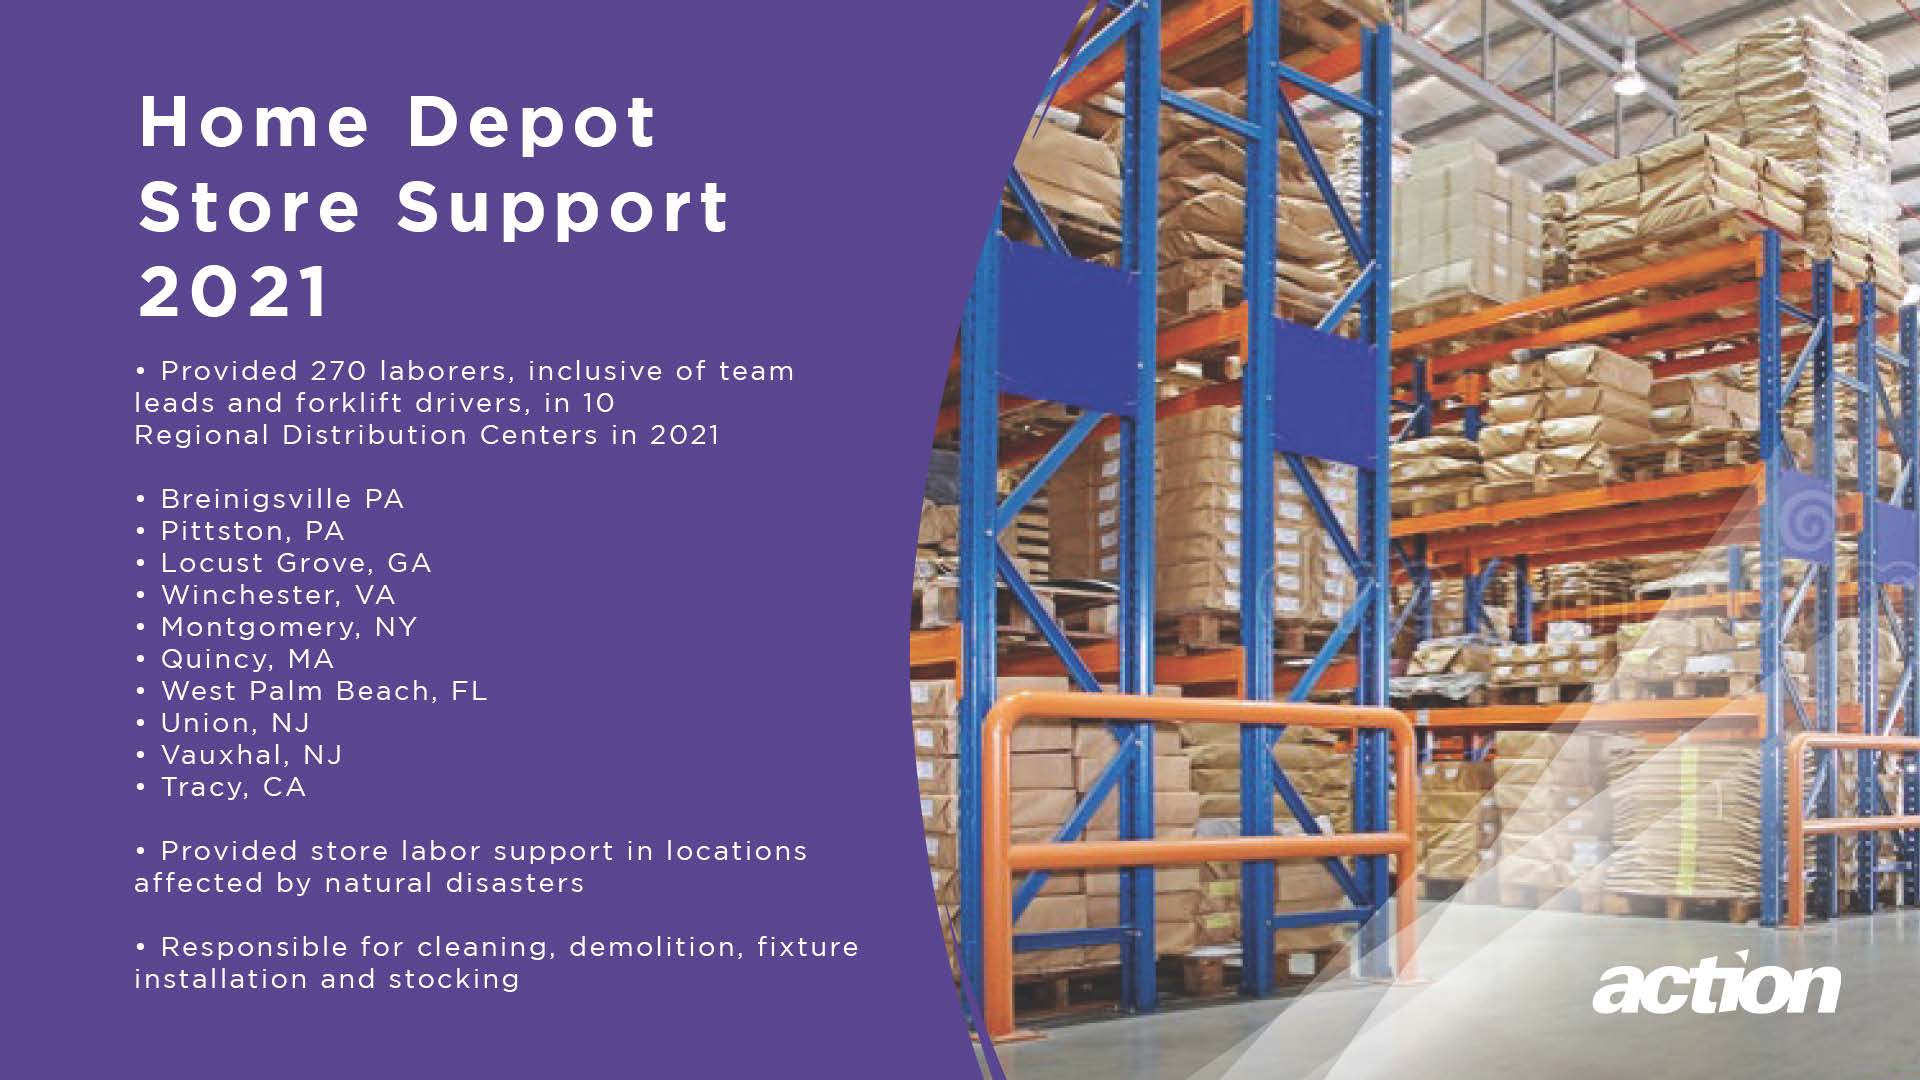 Home Depot
Store Support
2021
• Provided 270 laborers, inclusive of team
leads and forklift drivers, in 10
Regional Distribution Centers in 2021
• Breinigsville PA
• Pittston, PA
• Locust Grove, GA
• Winchester, VA
• Montgomery, NY
• Quincy, MA
• West Palm Beach, FL
• Union, NJ
• Vauxhal, NJ
• Tracy, CA
• Provided store labor support in locations
affected by natural disasters
• Responsible for cleaning, demolition, fixture
installation and stocking
action